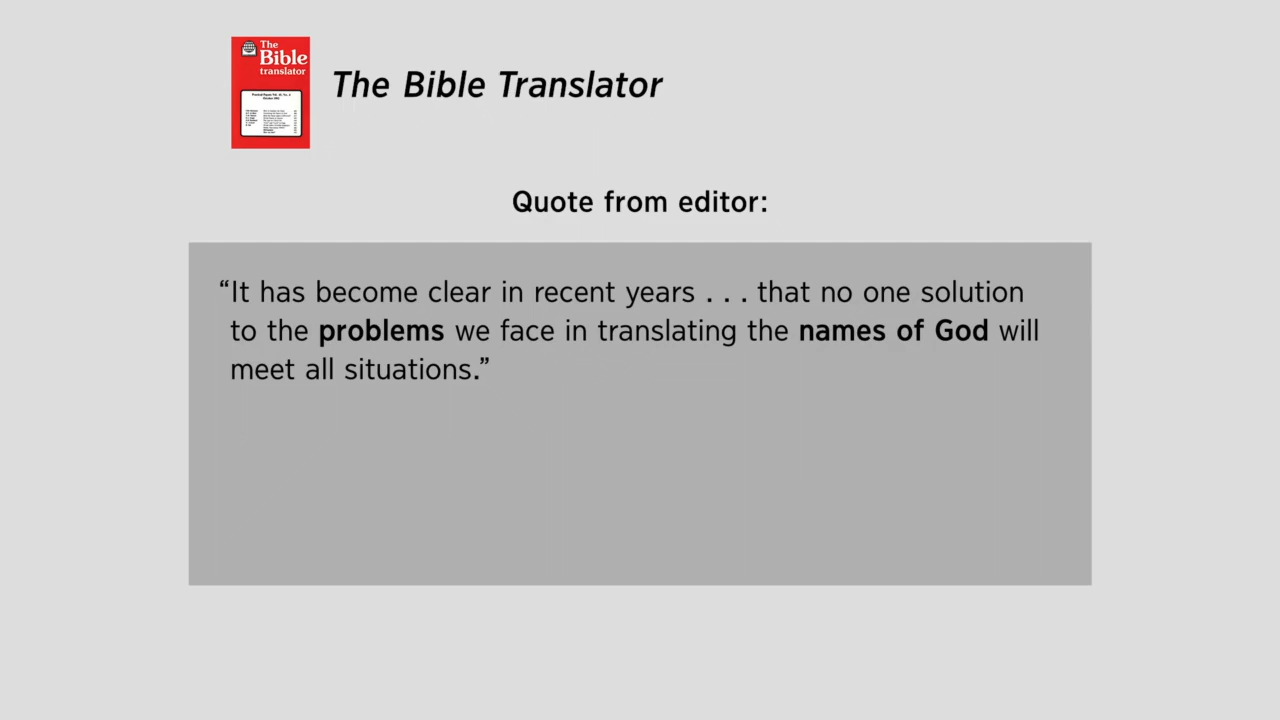 The
Bible
translator
The Bible Translator
Quote from editor:
“It has become clear in recent years . . . that no one solution
to the problems we face in translating the names of God will
meet all situations.”